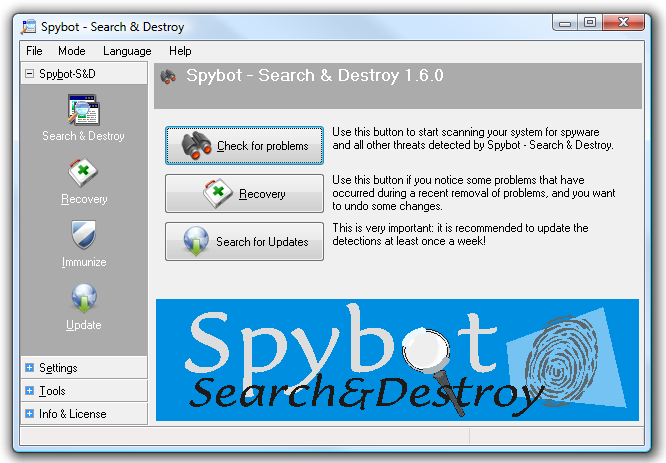 Spybot - Search & Destroy
File Mode Language Help
Spybot-S&D
Search & Destroy
Recovery
Immunize
Update
Settings
Tools
Info & License
Spybot - Search & Destroy 1.6.0
Check for problems
Use this button to start scanning your system for spyware
and all other threats detected by Spybot - Search & Destroy.
Recovery
Use this button if you notice some problems that have
occurred during a recent removal of problems, and you want
to undo some changes.
Search for Updates
This is very important: it is recommended to update the
detections at least once a week!
Spybot
Search&Destroy